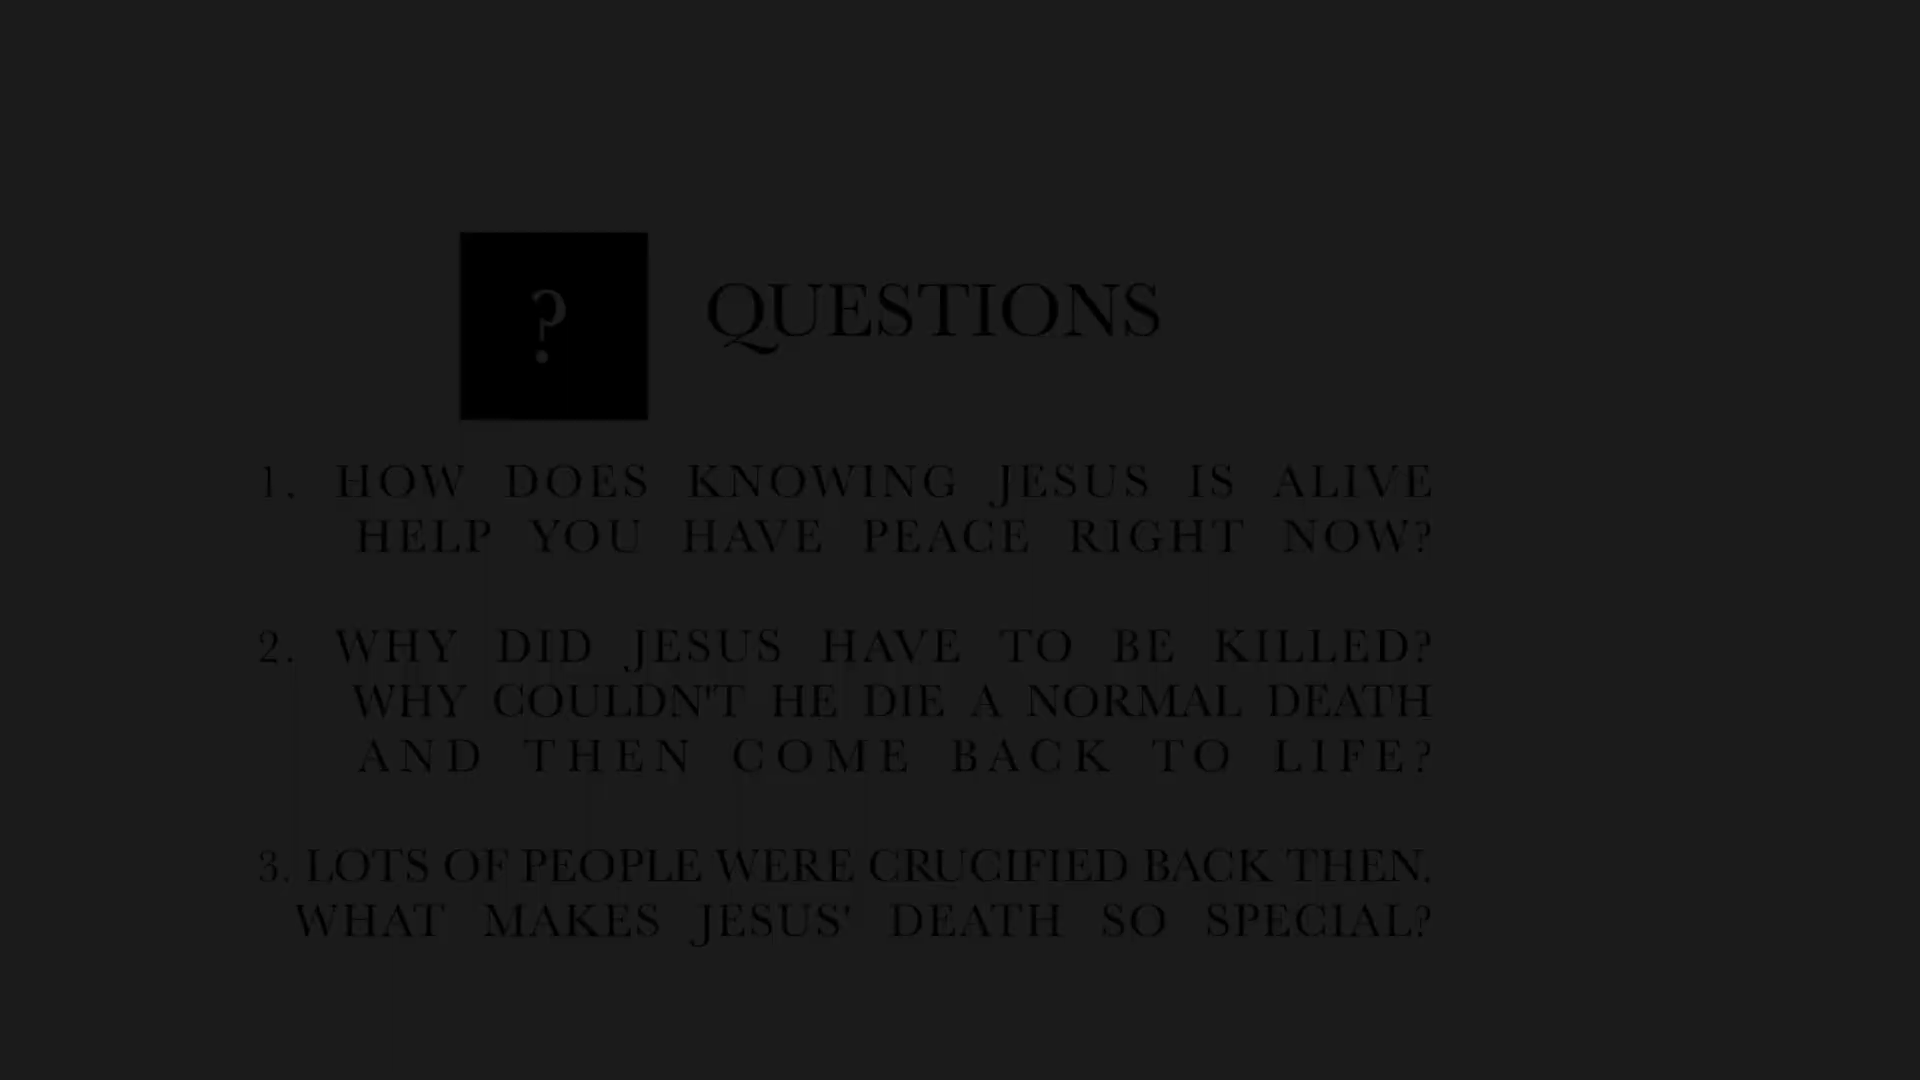 ?
QUESTIONS
1. HOW DOES KNOWING JESUS IS ALIVE
HELP YOU HAVE PEACE RIGHT NOW?
2. WHY DID JESUS HAVE TO BE KILLED?
WHY COULDN'T HE DIE A NORMAL DEATH
AND THEN COME BACK TO LIFE?
3. LOTS OF PEOPLE WERE CRUCIFIED BACK THEN.
WHAT MAKES JESUS' DEATH SO SPECIAL?